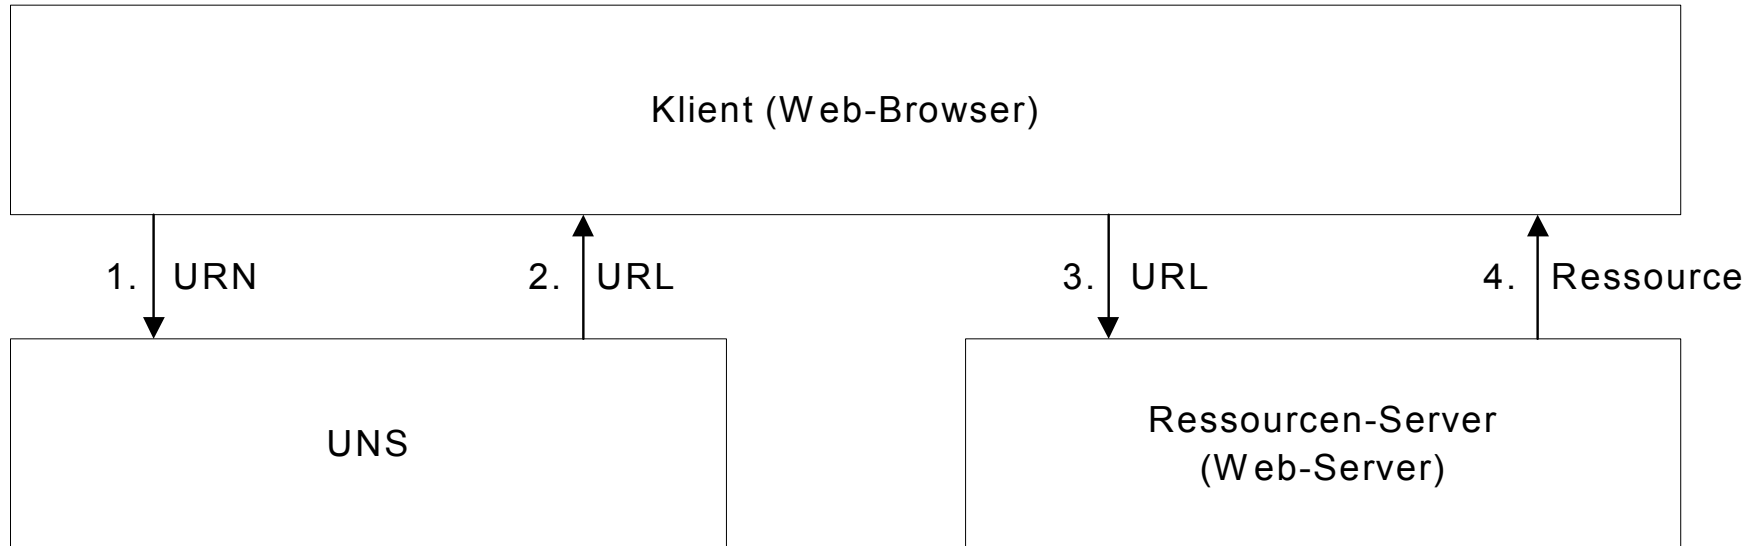 Klient (Web-Browser)
1. URN 2. URL 3. URL 4. Ressource
UNS
Ressourcen-Server
(Web-Server)